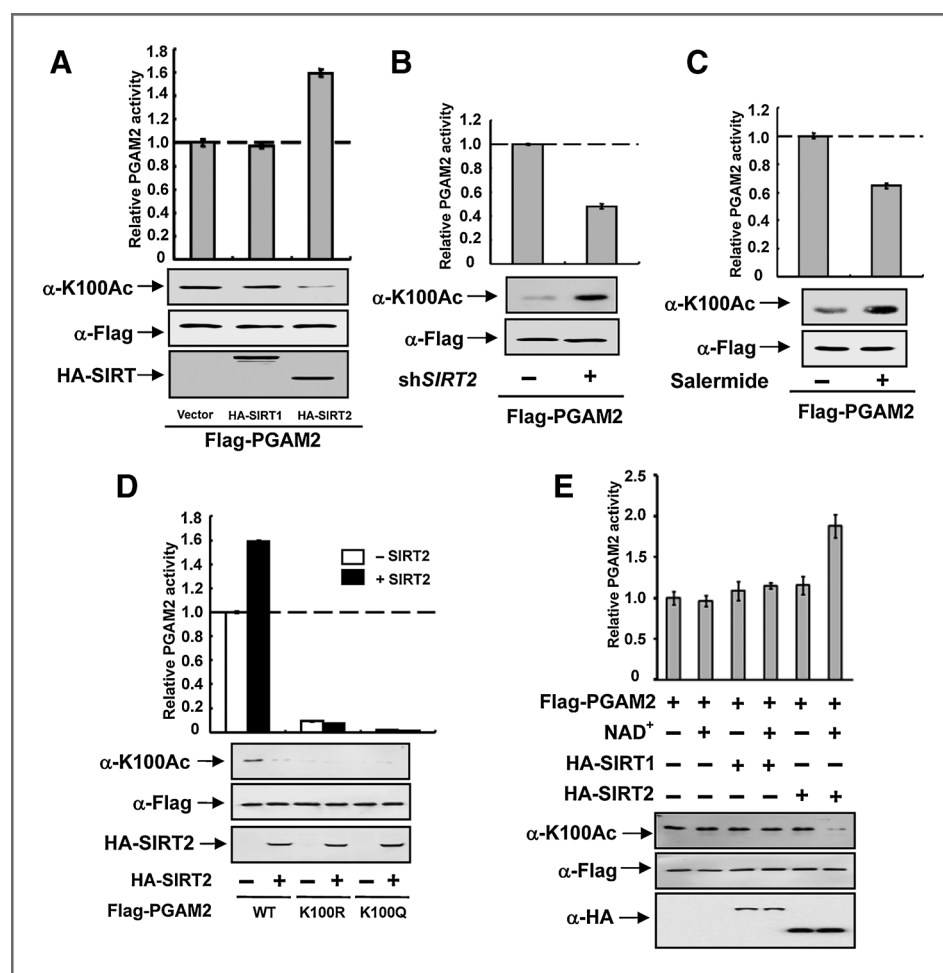 A
Relative PGAM2 activity
1.8
1.6
1.4
1.2
1.0
0.8
0.6
0.4
0.2
0
α-K100Ac
α-Flag
HA-SIRT
Vector HA-SIRT1 HA-SIRT2
Flag-PGAM2
B
Relative PGAM2 activity
1.2
1.0
0.8
0.6
0.4
0.2
0
α-K100Ac
α-Flag
shSIRT2 – +
Flag-PGAM2
C
Relative PGAM2 activity
1.2
1
0.8
0.6
0.4
0.2
0
α-K100Ac
α-Flag
Salermide – +
Flag-PGAM2
D
Relative PGAM2 activity
1.8
1.6
1.4
1.2
1.0
0.8
0.6
0.4
0.2
0
– SIRT2
+ SIRT2
α-K100Ac
α-Flag
HA-SIRT2
HA-SIRT2 – + – + – +
Flag-PGAM2 WT K100R K100Q
E
Relative PGAM2 activity
2.5
2.0
1.5
1.0
0.5
0
Flag-PGAM2 + + + + + +
NAD+ – + – + – +
HA-SIRT1 – – + + – –
HA-SIRT2 – – – – + +
α-K100Ac
α-Flag
α-HA